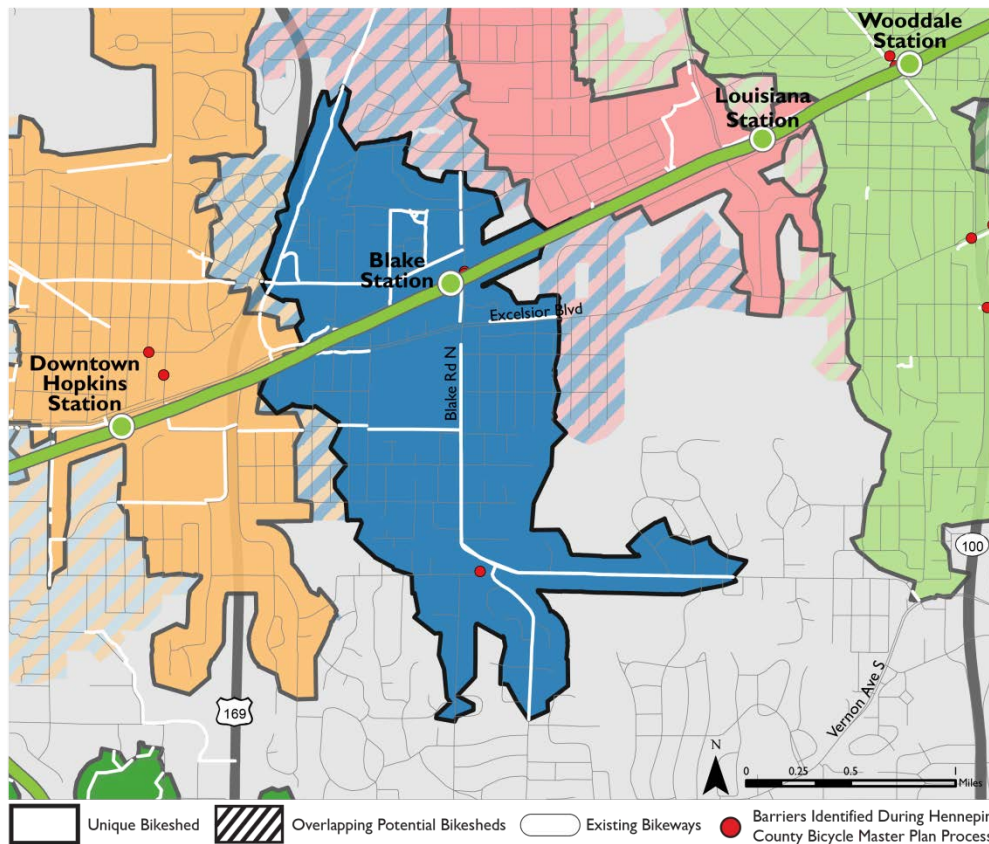 Wooddale
Station
Louisiana
Station
Blake
Station
Excelsior Blvd
Downtown
Hopkins
Station
Blake Rd N
100
169
Vernon Ave S
N
0 0.25 0.5 1
Miles
Unique Bikeshed
Overlapping Potential Bikesheds
Existing Bikeways
Barriers Identified During Hennepin
County Bicycle Master Plan Process